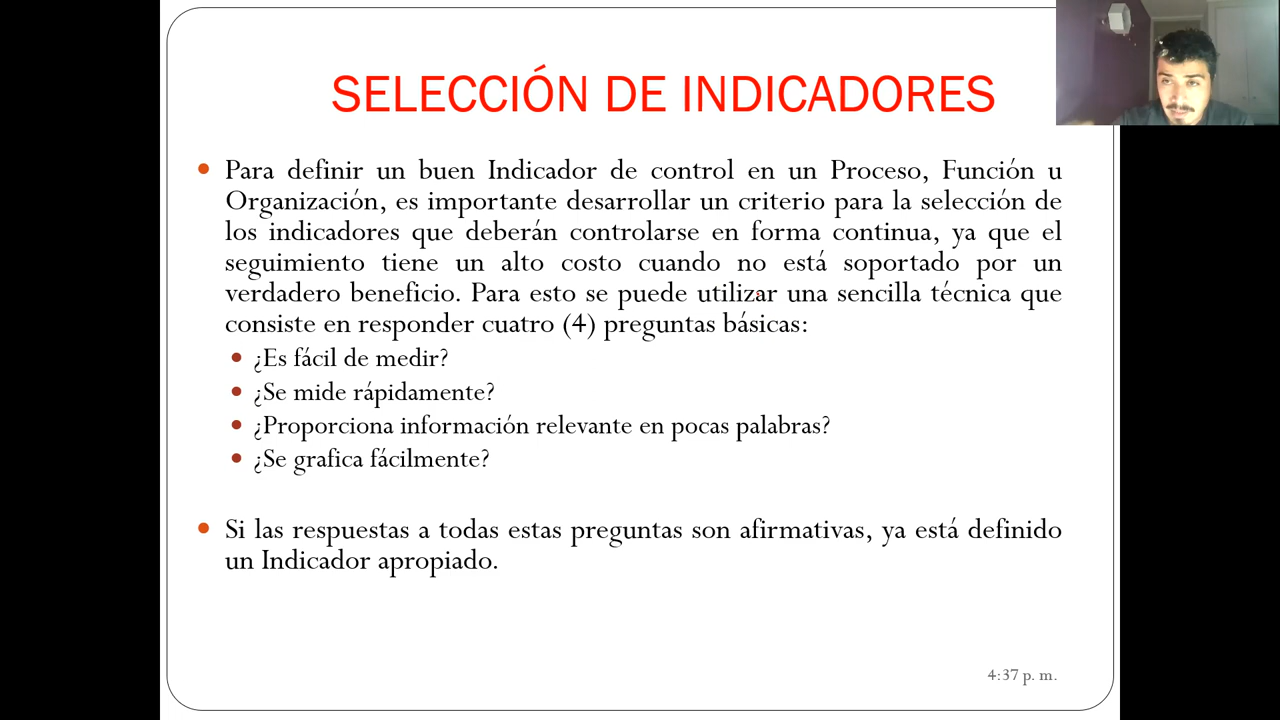 SELECCIÓN DE INDICADORES
Para definir un buen Indicador de control en un Proceso, Función u
Organización, es importante desarrollar un criterio para la selección de
los indicadores que deberán controlarse en forma continua, ya que el
seguimiento tiene un alto costo cuando no está soportado por un
verdadero beneficio. Para esto se puede utilizar una sencilla técnica que
consiste en responder cuatro (4) preguntas básicas:
¿Es fácil de medir?
¿Se mide rápidamente?
¿Proporciona información relevante en pocas palabras?
¿Se grafica fácilmente?
Si las respuestas a todas estas preguntas son afirmativas, ya está definido
un Indicador apropiado.
4:37 p. m.